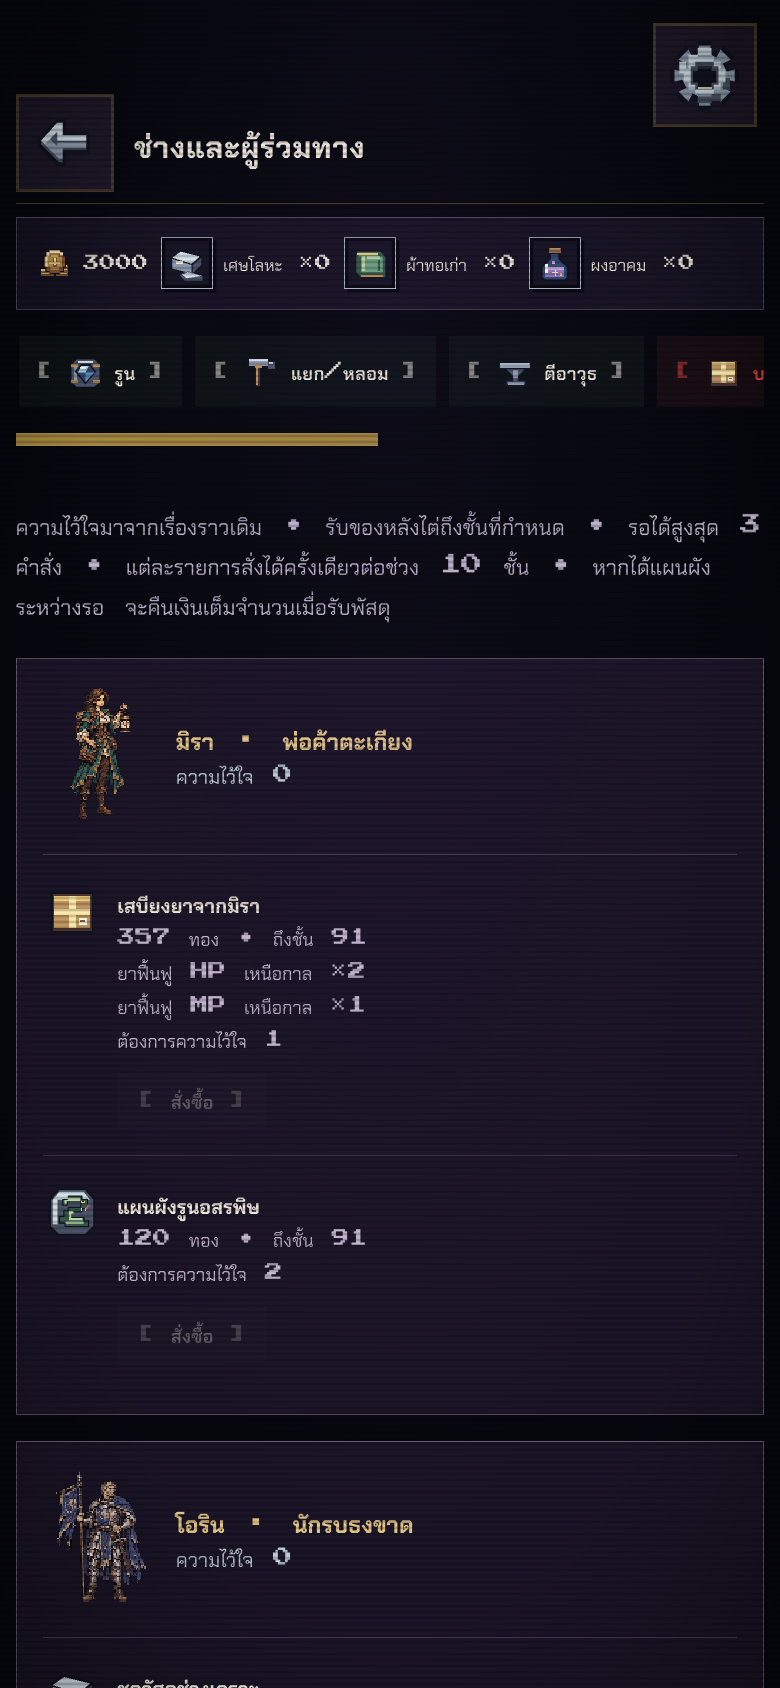 ช่างและผู้ร่วมทาง
3000 เศษโลหะ ×0 ผ้าทอเก่า ×0 ผงอาคม ×0
[ รูน ] [ แยก/หลอม ] [ ตีอาวุธ ] [
ความไว้ใจมาจากเรื่องราวเดิม • รับของหลังไต่ถึงชั้นที่กำหนด • รอได้สูงสุด 3
คำสั่ง • แต่ละรายการสั่งได้ครั้งเดียวต่อช่วง 10 ชั้น • หากได้แผนผัง
ระหว่างรอ จะคืนเงินเต็มจำนวนเมื่อรับพัสดุ
มิรา · พ่อค้าตะเกียง
ความไว้ใจ 0
เสบียงยาจากมิรา
357 ทอง • ถึงชั้น 91
ยาฟื้นฟู HP เหนือกาล ×2
ยาฟื้นฟู MP เหนือกาล ×1
ต้องการความไว้ใจ 1
[ สั่งซื้อ ]
แผนผังรูนอสรพิษ
120 ทอง • ถึงชั้น 91
ต้องการความไว้ใจ 2
[ สั่งซื้อ ]
โอริน · นักรบธงขาด
ความไว้ใจ 0